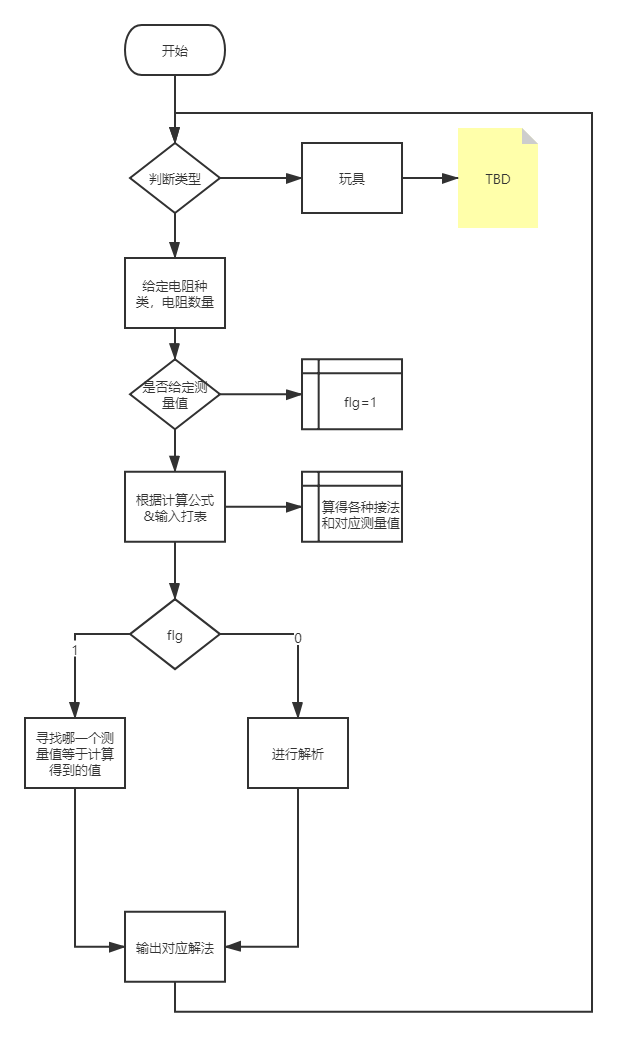 开始
判断类型
玩具
TBD
给定电阻种
类，电阻数量
是否给定测
量值
flg=1
根据计算公式
&输入打表
算得各种接法
和对应测量值
flg
1
0
寻找哪一个测
量值等于计算
得到的值
进行解析
输出对应解法